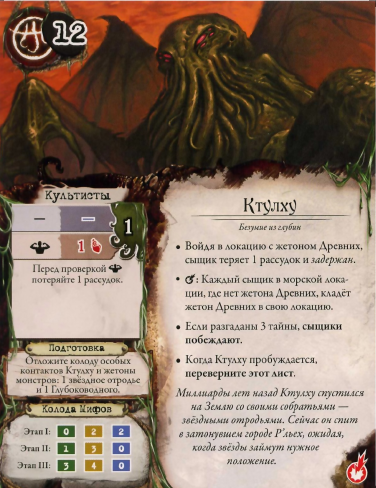 12
Культисты
— —
1
1
Перед проверкой
потеряйте 1 рассудок.
Подготовка
Отложите колоду особых
контактов Ктулху и жетоны
монстров: 1 звёздное отродье
и 1 Глубоководного.
Колода Мифов
Этап I: 0 2 2
Этап II: 1 3 0
Этап III: 3 4 0
Ктулху
Безумие из глубин
• Войдя в локацию с жетоном Древних,
сыщик теряет 1 рассудок и задержан.
• : Каждый сыщик в морской лока-
ции, где нет жетона Древних, кладёт
жетон Древних в свою локацию.
• Если разгаданы 3 тайны, сыщики
побеждают.
• Когда Ктулху пробуждается,
переверните этот лист.
Миллиарды лет назад Ктулху спустился
на Землю со своими собратьями —
звёздными отродьями. Сейчас он спит
в затонувшем городе Р'льех, ожидая,
когда звёзды займут нужное
положение.